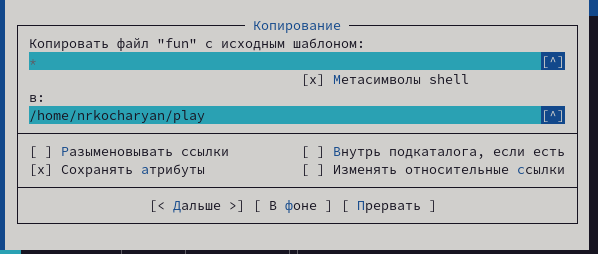 Копирование
Копировать файл "fun" с исходным шаблоном:
* [^]
[x] Метасимволы shell
в:
/home/nrkocharyan/play [^]
[ ] Разыменовывать ссылки [ ] Внутрь подкаталога, если есть
[x] Сохранять атрибуты [ ] Изменять относительные ссылки
[< Дальше >] [ В фоне ] [ Прервать ]